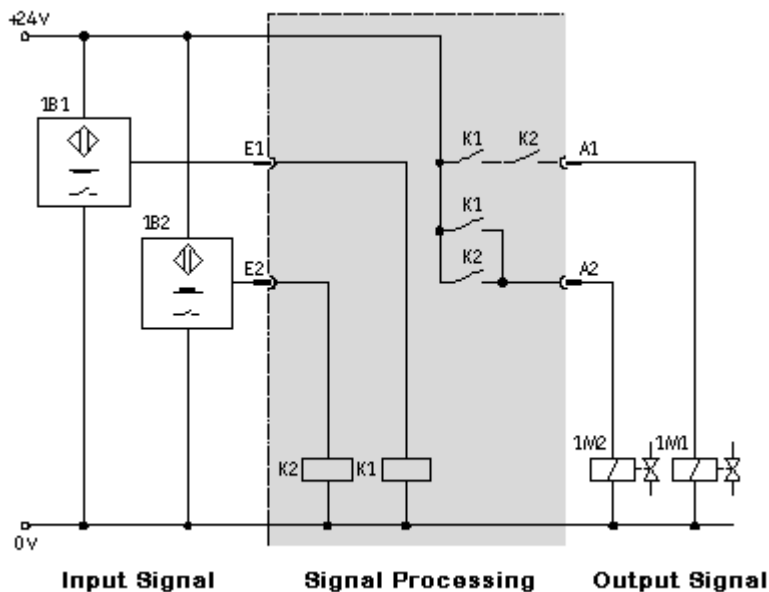 +24V
1B1
E1
K1 K2
A1
1B2
K1
E2
K2
A2
K2 K1
1M2 1M1
0V
Input Signal Signal Processing Output Signal